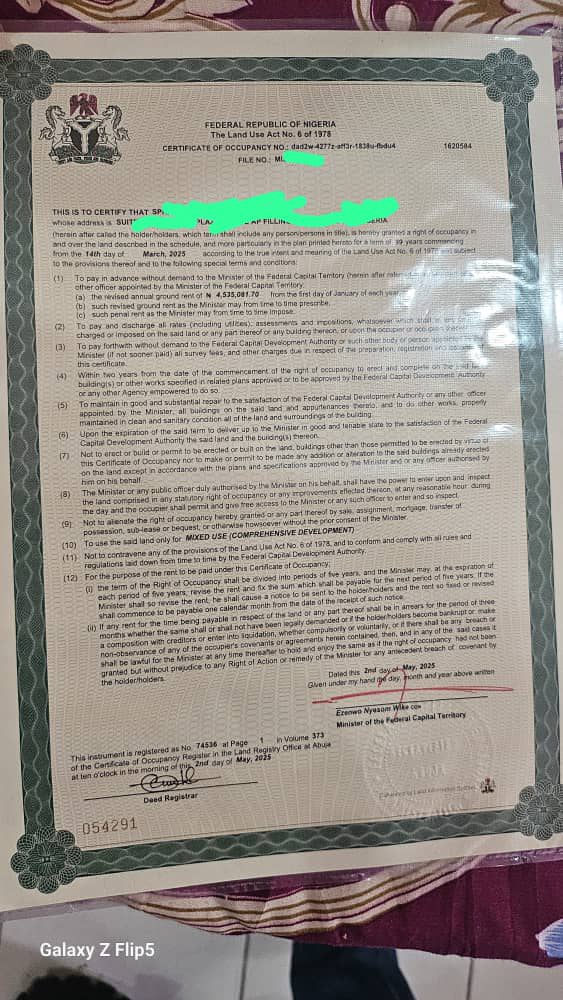 FEDERAL REPUBLIC OF NIGERIA
The Land Use Act No. 6 of 1978
CERTIFICATE OF OCCUPANCY NO.: dad2w-4277z-aff3r-1838u-fbdu4 1620584
FILE NO.: ML
THIS IS TO CERTIFY THAT
whose address is SUIT
(herein after called the holder/holders, which term shall include any person/persons in title), is hereby granted a right of occupancy in
and over the land described in the schedule, and more particularly in the plan printed hereto for a term of 99 years commencing
from the 14th day of March, 2025 according to the true intent and meaning of the Land Use Act No. 6 of 1978 and subject
to the provisions thereof and to the following special terms and conditions:
(1) To pay in advance without demand to the Minister of the Federal Capital Territory (herein after
other officer appointed by the Minister of the Federal Capital Territory:
(a) the revised annual ground rent of ₦ 4,535,081.70 from the first day of January of each year
(b) such revised ground rent as the Minister may from time to time prescribe.
(c) such penal rent as the Minister may from time to time impose.
(2) To pay and discharge all rates (including utilities), assessments and impositions, whatsoever which shall
charged or imposed on the said land or any part thereof or any building thereon, or upon the occupier or
(3) To pay forthwith without demand to the Federal Capital Development Authority or such other body or person appointed
Minister (if not sooner paid) all survey fees, and other charges due in respect of the preparation, registration and
this certificate.
(4) Within two years from the date of the commencement of the right of occupancy to erect and complete on the said
building(s) or other works specified in related plans approved or to be approved by the Federal Capital Development Authority
or any other Agency empowered to do so.
(5) To maintain in good and substantial repair to the satisfaction of the Federal Capital Development Authority or any other officer
appointed by the Minister, all buildings on the said land and appurtenances thereto, and to do other works, properly
maintained in clean and sanitary condition all of the land and surroundings of the building.
(6) Upon the expiration of the said term to deliver up to the Minister in good and tenable state to the satisfaction of the Federal
Capital Development Authority the said land and the building(s) thereon.
(7) Not to erect or build or permit to be erected or built on the land, buildings other than those permitted to be erected by virtue of
this Certificate of Occupancy nor to make or permit to be made any addition or alteration to the said buildings already erected
on the land except in accordance with the plans and specifications approved by the Minister and or any officer authorised by
him on his behalf.
(8) The Minister or any public officer duly authorised by the Minister on his behalf, shall have the power to enter upon and inspect
the land comprised in any statutory right of occupancy or any improvements effected thereon, at any reasonable hour during
the day and the occupier shall permit and give free access to the Minister or any such officer to enter and so inspect.
(9) Not to alienate the right of occupancy hereby granted or any part thereof by sale, assignment, mortgage, transfer of
possession, sub-lease or bequest, or otherwise howsoever without the prior consent of the Minister
(10) To use the said land only for MIXED USE (COMPREHENSIVE DEVELOPMENT)
(11) Not to contravene any of the provisions of the Land Use Act No. 6 of 1978, and to conform and comply with all rules and
regulations laid down from time to time by the Federal Capital Development Authority.
(12) For the purpose of the rent to be paid under this Certificate of Occupancy;
(i) the term of the Right of Occupancy shall be divided into periods of five years, and the Minister may, at the expiration of
each period of five years, revise the rent and fix the sum which shall be payable for the next period of five years. If the
Minister shall so revise the rent, he shall cause a notice to be sent to the holder/holders and the rent so fixed or revised
shall commence to be payable one calendar month from the date of the receipt of such notice.
(ii) If any rent for the time being payable in respect of the land or any part thereof shall be in arrears for the period of three
months whether the same shall or shall not have been legally demanded or if the holder/holders become bankrupt or make
a composition with creditors or enter into liquidation, whether compulsorily or voluntarily, or if there shall be any breach or
non-observance of any of the occupier's covenants or agreements herein contained, then, and in any of the said cases it
shall be lawful for the Minister at any time thereafter to hold and enjoy the same as if the right of occupancy had not been
granted but without prejudice to any Right of Action or remedy of the Minister for any antecedent breach of covenant by
the holder/holders.
Dated this 2nd day of May, 2025
Given under my hand the day, month and year above written
Ezenwo Nyesom Wike CON
Minister of the Federal Capital Territory
This instrument is registered as No. 74536 at Page 1 in Volume 373
of the Certificate of Occupancy Register in the Land Registry Office at Abuja
at ten o'clock in the morning of this 2nd day of May, 2025
Deed Registrar
054291
Galaxy Z Flip5